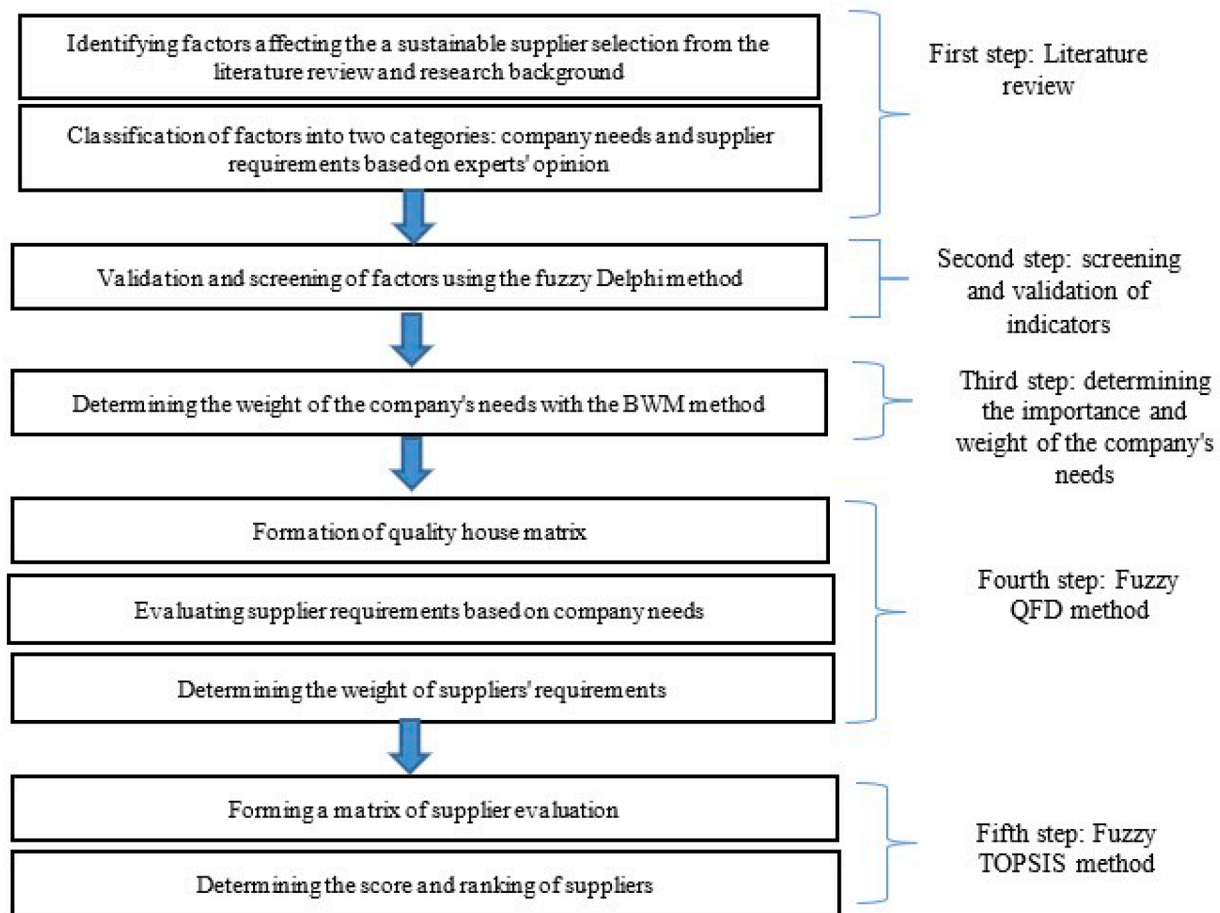 Identifying factors affecting the a sustainable supplier selection from the
literature review and research background
First step: Literature
review
Classification of factors into two categories: company needs and supplier
requirements based on experts' opinion
Validation and screening of factors using the fuzzy Delphi method
Second step: screening
and validation of
indicators
Determining the weight of the company's needs with the BWM method
Third step: determining
the importance and
weight of the company's
needs
Formation of quality house matrix
Evaluating supplier requirements based on company needs
Determining the weight of suppliers' requirements
Fourth step: Fuzzy
QFD method
Forming a matrix of supplier evaluation
Determining the score and ranking of suppliers
Fifth step: Fuzzy
TOPSIS method